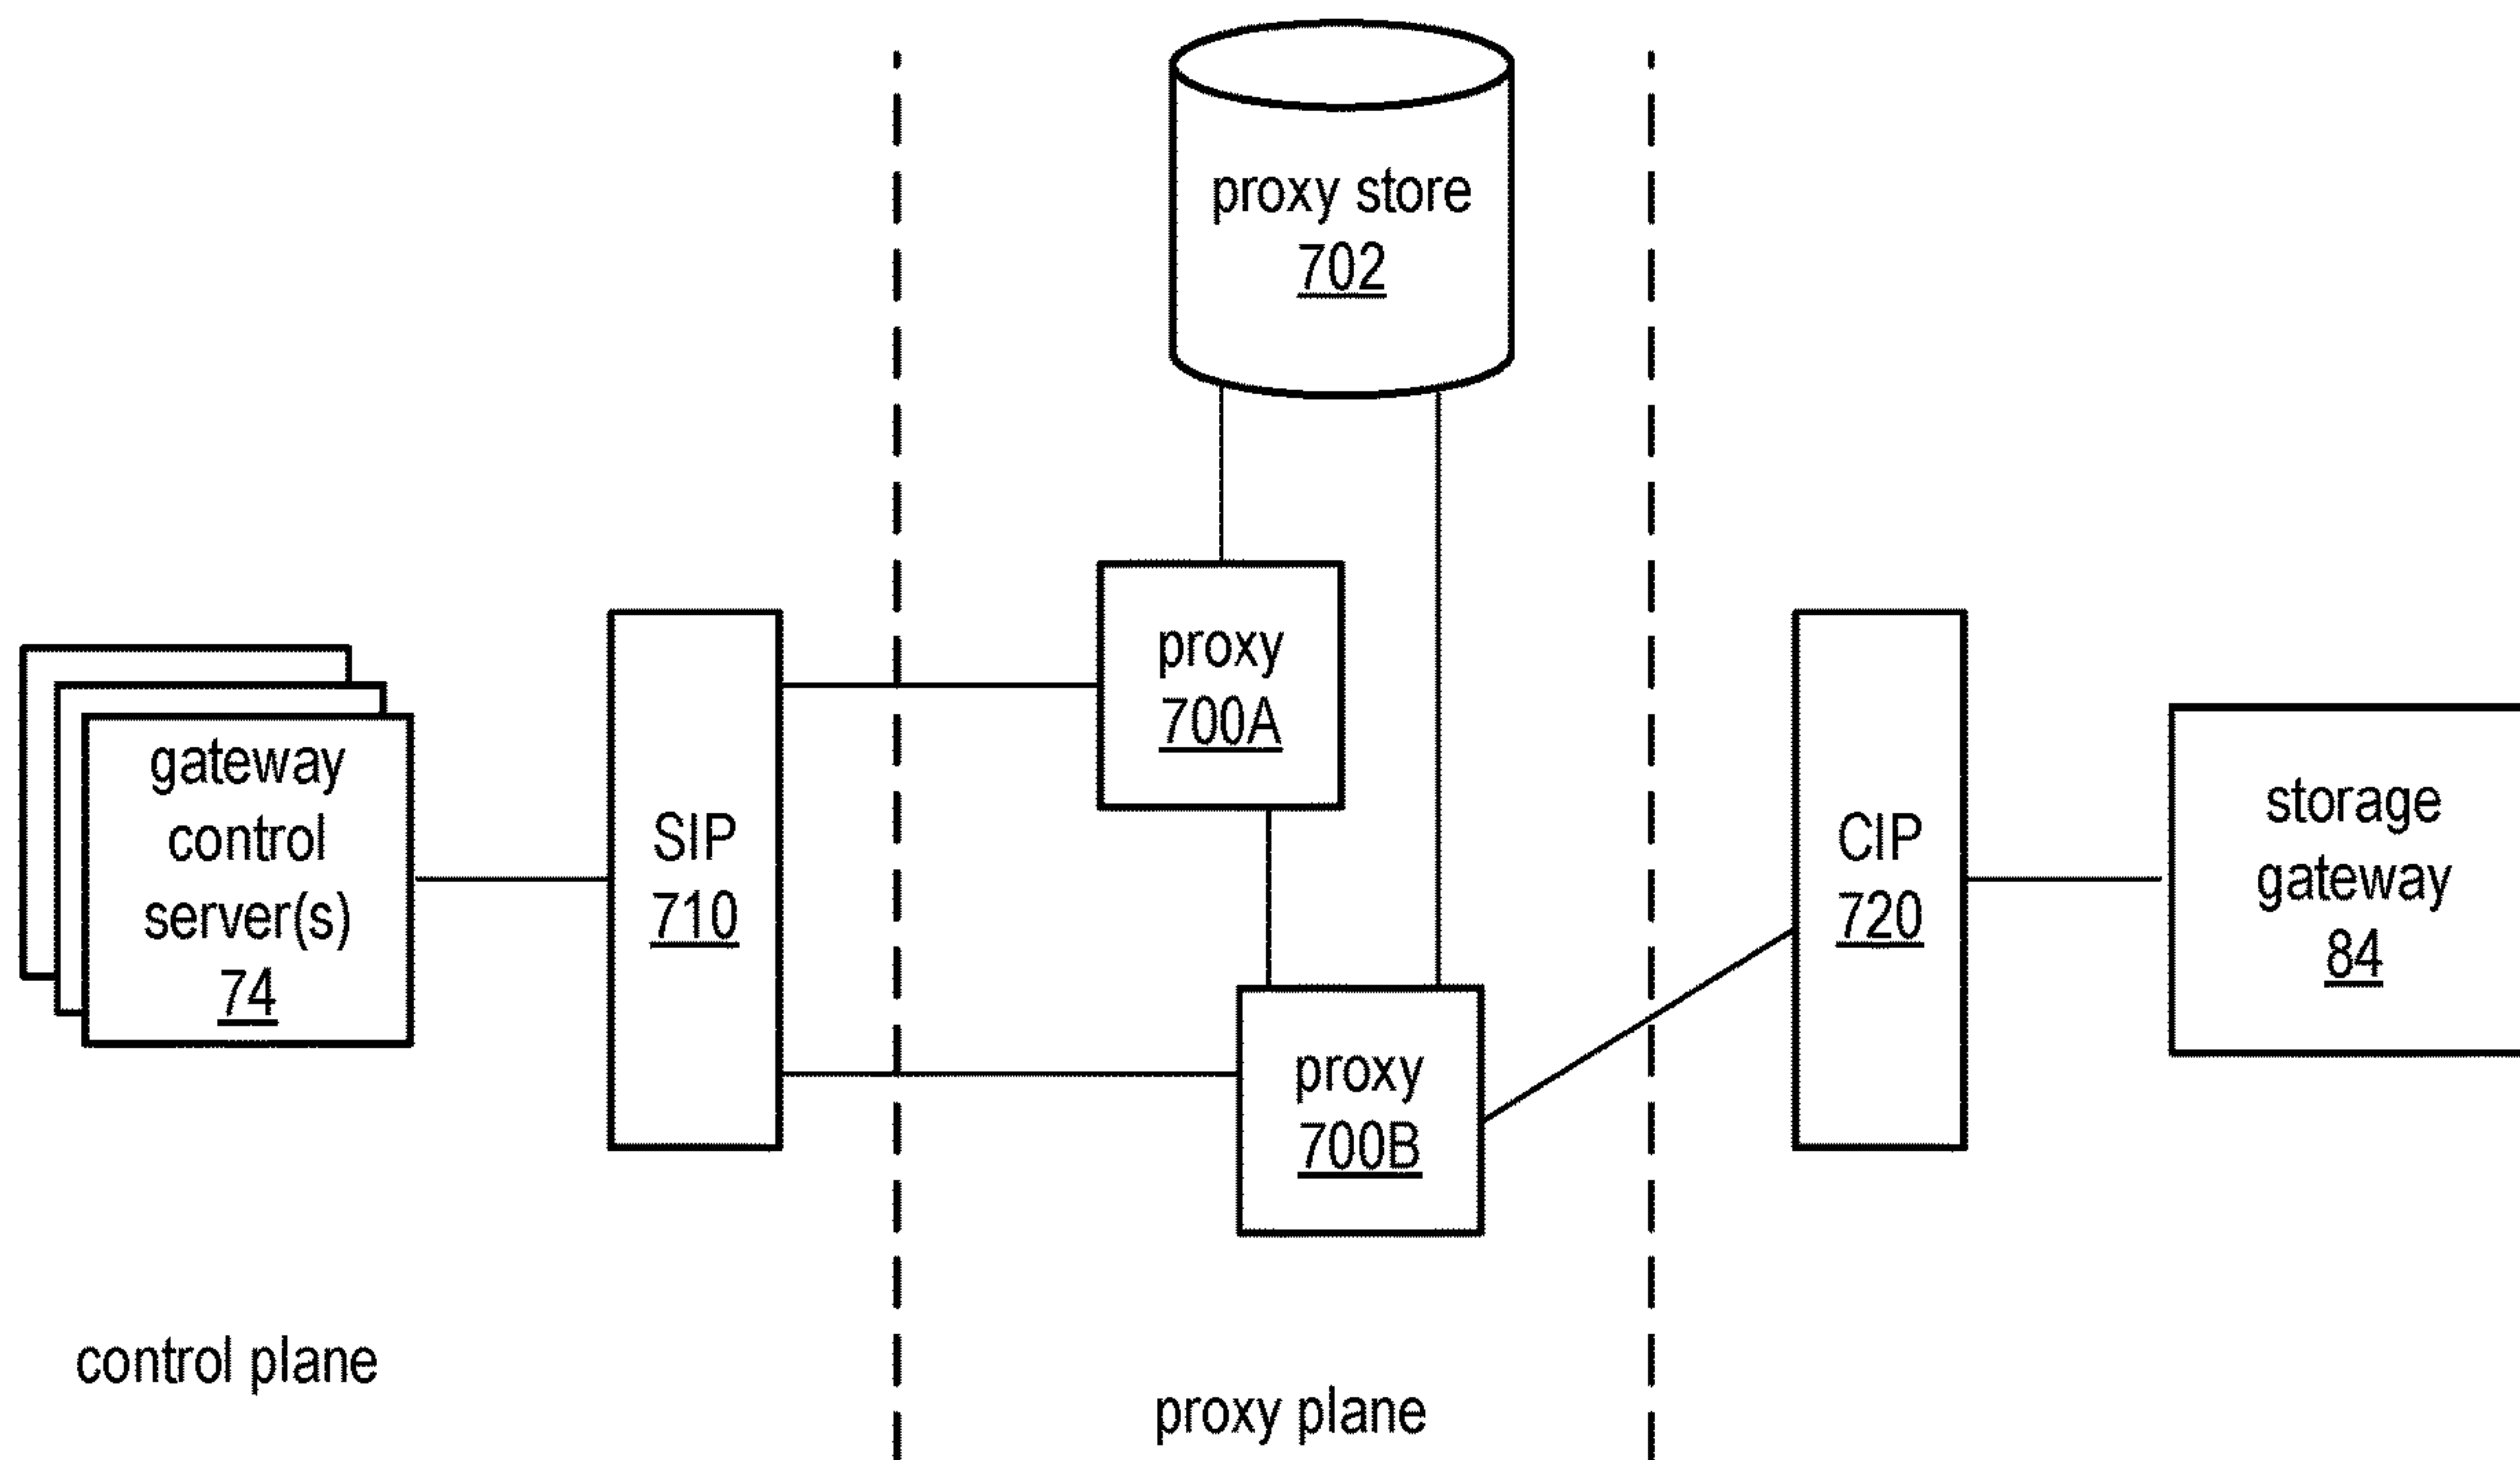 proxy store
702
proxy
700A
gateway
control
server(s)
74
SIP
710
CIP
720
storage
gateway
84
proxy
700B
control plane
proxy plane